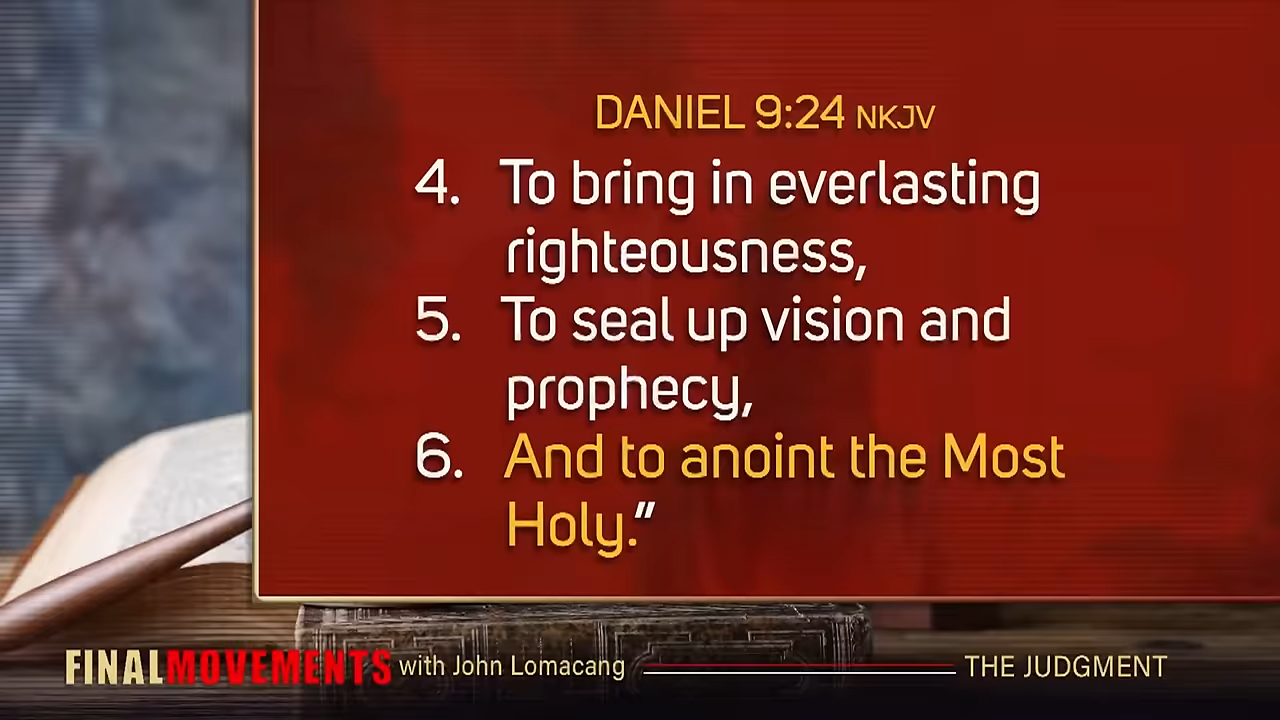 DANIEL 9:24 NKJV
4. To bring in everlasting
righteousness,
5. To seal up vision and
prophecy,
6. And to anoint the Most
Holy.”
FINALMOVEMENTS with John Lomacang THE JUDGMENT